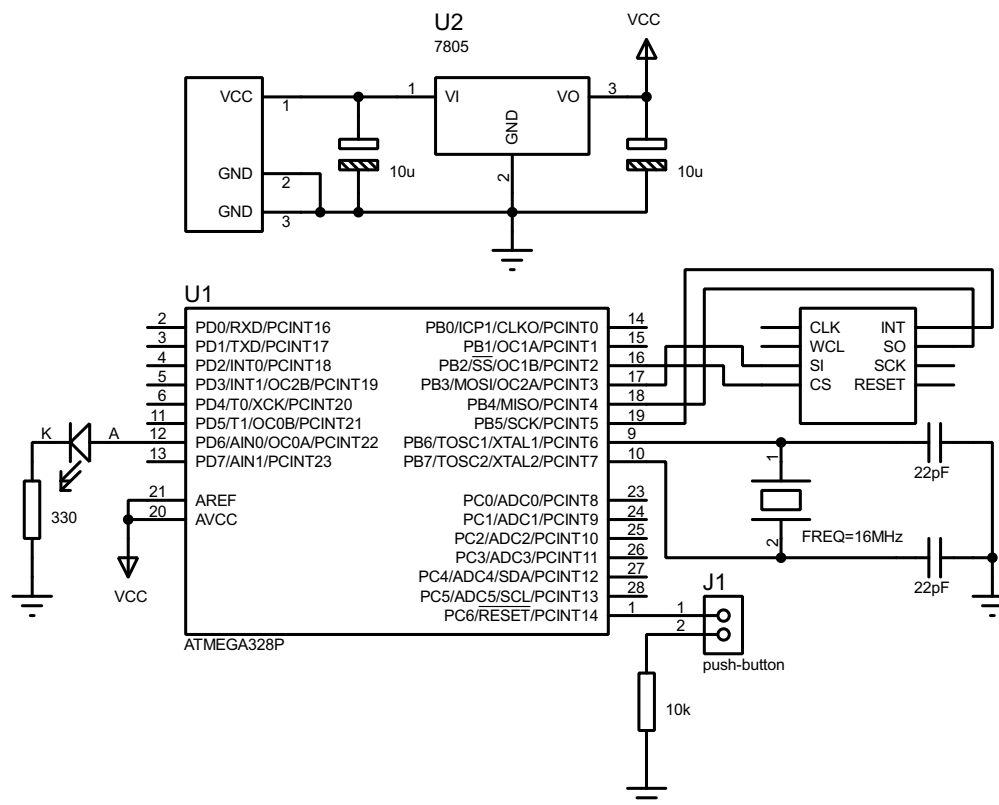 U2
7805
VCC
VCC
1
1
VI
VO
3
GND
10u
10u
GND
2
2
GND
3
U1
2
PD0/RXD/PCINT16
PB0/ICP1/CLKO/PCINT0
14
3
PD1/TXD/PCINT17
PB1/OC1A/PCINT1
15
4
PD2/INT0/PCINT18
PB2/SS/OC1B/PCINT2
16
5
PD3/INT1/OC2B/PCINT19
PB3/MOSI/OC2A/PCINT3
17
6
PD4/T0/XCK/PCINT20
PB4/MISO/PCINT4
18
11
PD5/T1/OC0B/PCINT21
PB5/SCK/PCINT5
19
K
A
12
PD6/AIN0/OC0A/PCINT22
PB6/TOSC1/XTAL1/PCINT6
9
13
PD7/AIN1/PCINT23
PB7/TOSC2/XTAL2/PCINT7
10
CLK
INT
WCL
SO
SI
SCK
CS
RESET
1
22pF
2
FREQ=16MHz
22pF
330
21
AREF
20
AVCC
VCC
PC0/ADC0/PCINT8
23
PC1/ADC1/PCINT9
24
PC2/ADC2/PCINT10
25
PC3/ADC3/PCINT11
26
PC4/ADC4/SDA/PCINT12
27
PC5/ADC5/SCL/PCINT13
28
PC6/RESET/PCINT14
1
ATMEGA328P
J1
1
2
push-button
10k